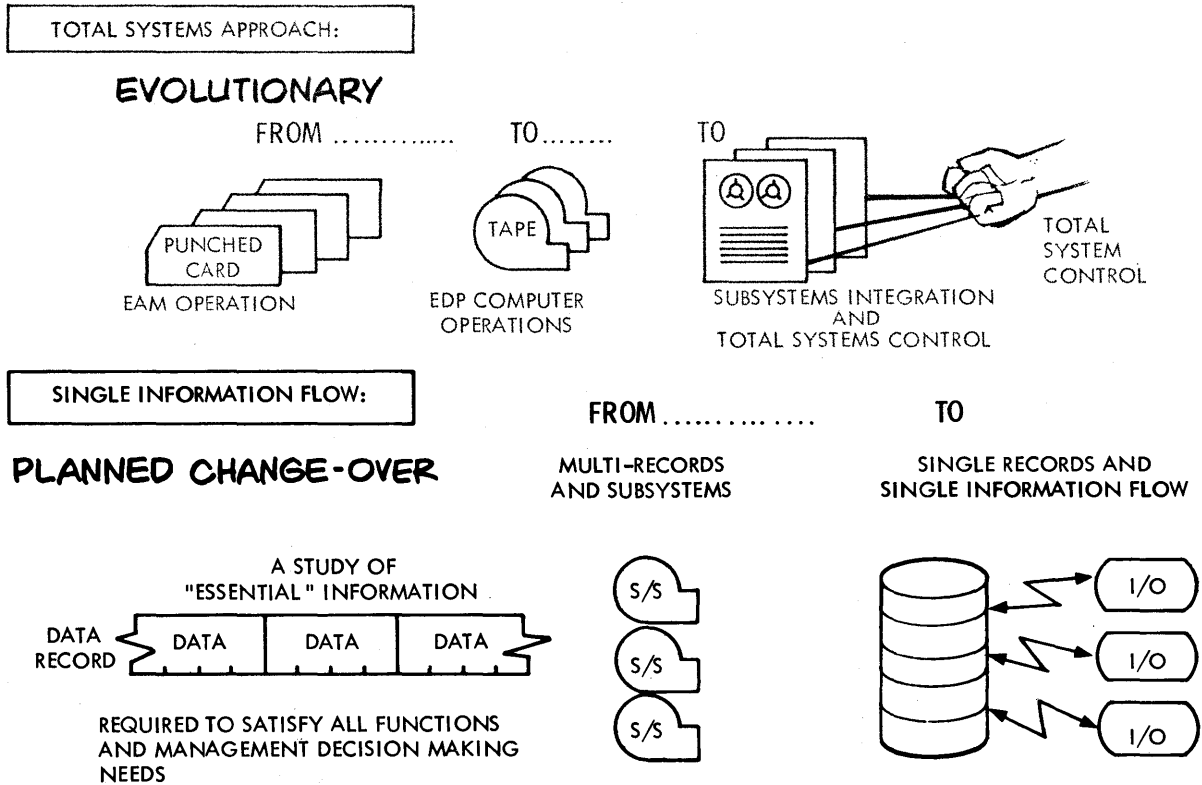 TOTAL SYSTEMS APPROACH:
EVOLUTIONARY
FROM ............. TO........ TO
PUNCHED
CARD
EAM OPERATION
TAPE
EDP COMPUTER
OPERATIONS
SUBSYSTEMS INTEGRATION
AND
TOTAL SYSTEMS CONTROL
TOTAL
SYSTEM
CONTROL
SINGLE INFORMATION FLOW:
PLANNED CHANGE-OVER
FROM .............. TO
MULTI-RECORDS
AND SUBSYSTEMS
SINGLE RECORDS AND
SINGLE INFORMATION FLOW
A STUDY OF
"ESSENTIAL" INFORMATION
DATA
RECORD
DATA DATA DATA
REQUIRED TO SATISFY ALL FUNCTIONS
AND MANAGEMENT DECISION MAKING
NEEDS
S/S
S/S
S/S
I/O
I/O
I/O